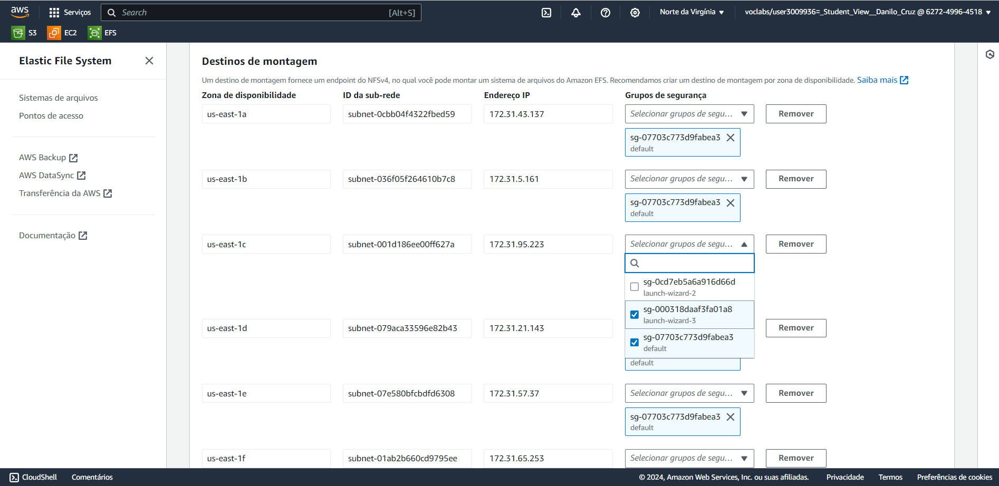 aws
Serviços
Search
[Alt+S]
Norte da Virgínia
voclabs/user3009936=_Student_View__Danilo_Cruz @ 6272-4996-4518
S3
EC2
EFS
Elastic File System
Sistemas de arquivos
Pontos de acesso
AWS Backup
AWS DataSync
Transferência da AWS
Documentação
Destinos de montagem
Um destino de montagem fornece um endpoint do NFSv4, no qual você pode montar um sistema de arquivos do Amazon EFS. Recomendamos criar um destino de montagem por zona de disponibilidade. Saiba mais
Zona de disponibilidade ID da sub-rede Endereço IP Grupos de segurança
us-east-1a subnet-0cbb04f4322fbed59 172.31.43.137 Selecionar grupos de segu... Remover
sg-07703c773d9fabea3
default
us-east-1b subnet-036f05f264610b7c8 172.31.5.161 Selecionar grupos de segu... Remover
sg-07703c773d9fabea3
default
us-east-1c subnet-001d186ee00ff627a 172.31.95.223 Selecionar grupos de segu... Remover
sg-0cd7eb5a6a916d66d
launch-wizard-2
sg-000318daaf3fa01a8
launch-wizard-3
us-east-1d subnet-079aca33596e82b43 172.31.21.143 Remover
sg-07703c773d9fabea3
default
default
us-east-1e subnet-07e580bfcbdfd6308 172.31.57.37 Selecionar grupos de segu... Remover
sg-07703c773d9fabea3
default
us-east-1f subnet-01ab2b660cd9795ee 172.31.65.253 Selecionar grupos de segu... Remover
CloudShell
Comentários
© 2024, Amazon Web Services, Inc. ou suas afiliadas.
Privacidade
Termos
Preferências de cookies